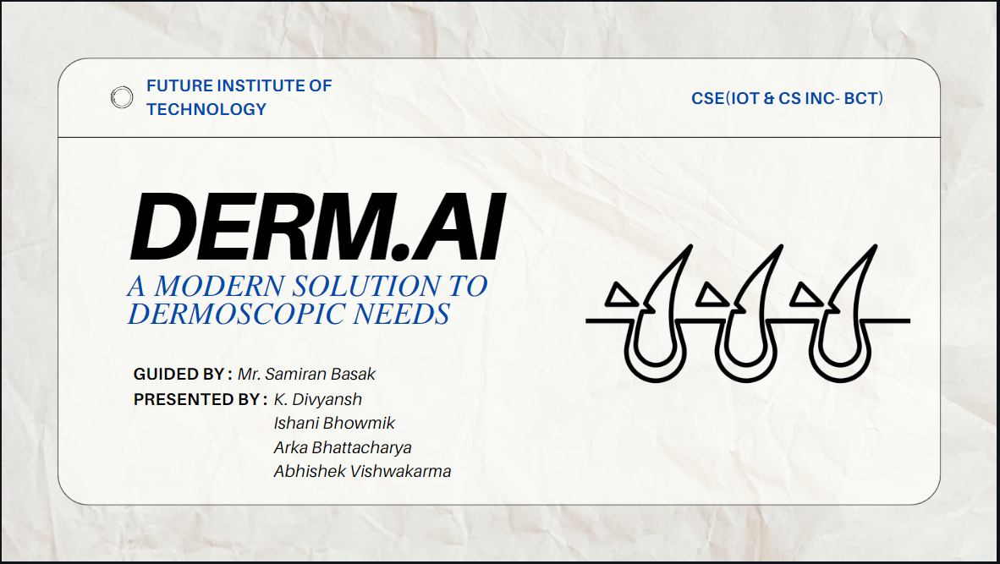 FUTURE INSTITUTE OF
TECHNOLOGY
CSE(IOT & CS INC- BCT)
DERM.AI
A MODERN SOLUTION TO
DERMOSCOPIC NEEDS
GUIDED BY : Mr. Samiran Basak
PRESENTED BY : K. Divyansh
Ishani Bhowmik
Arka Bhattacharya
Abhishek Vishwakarma